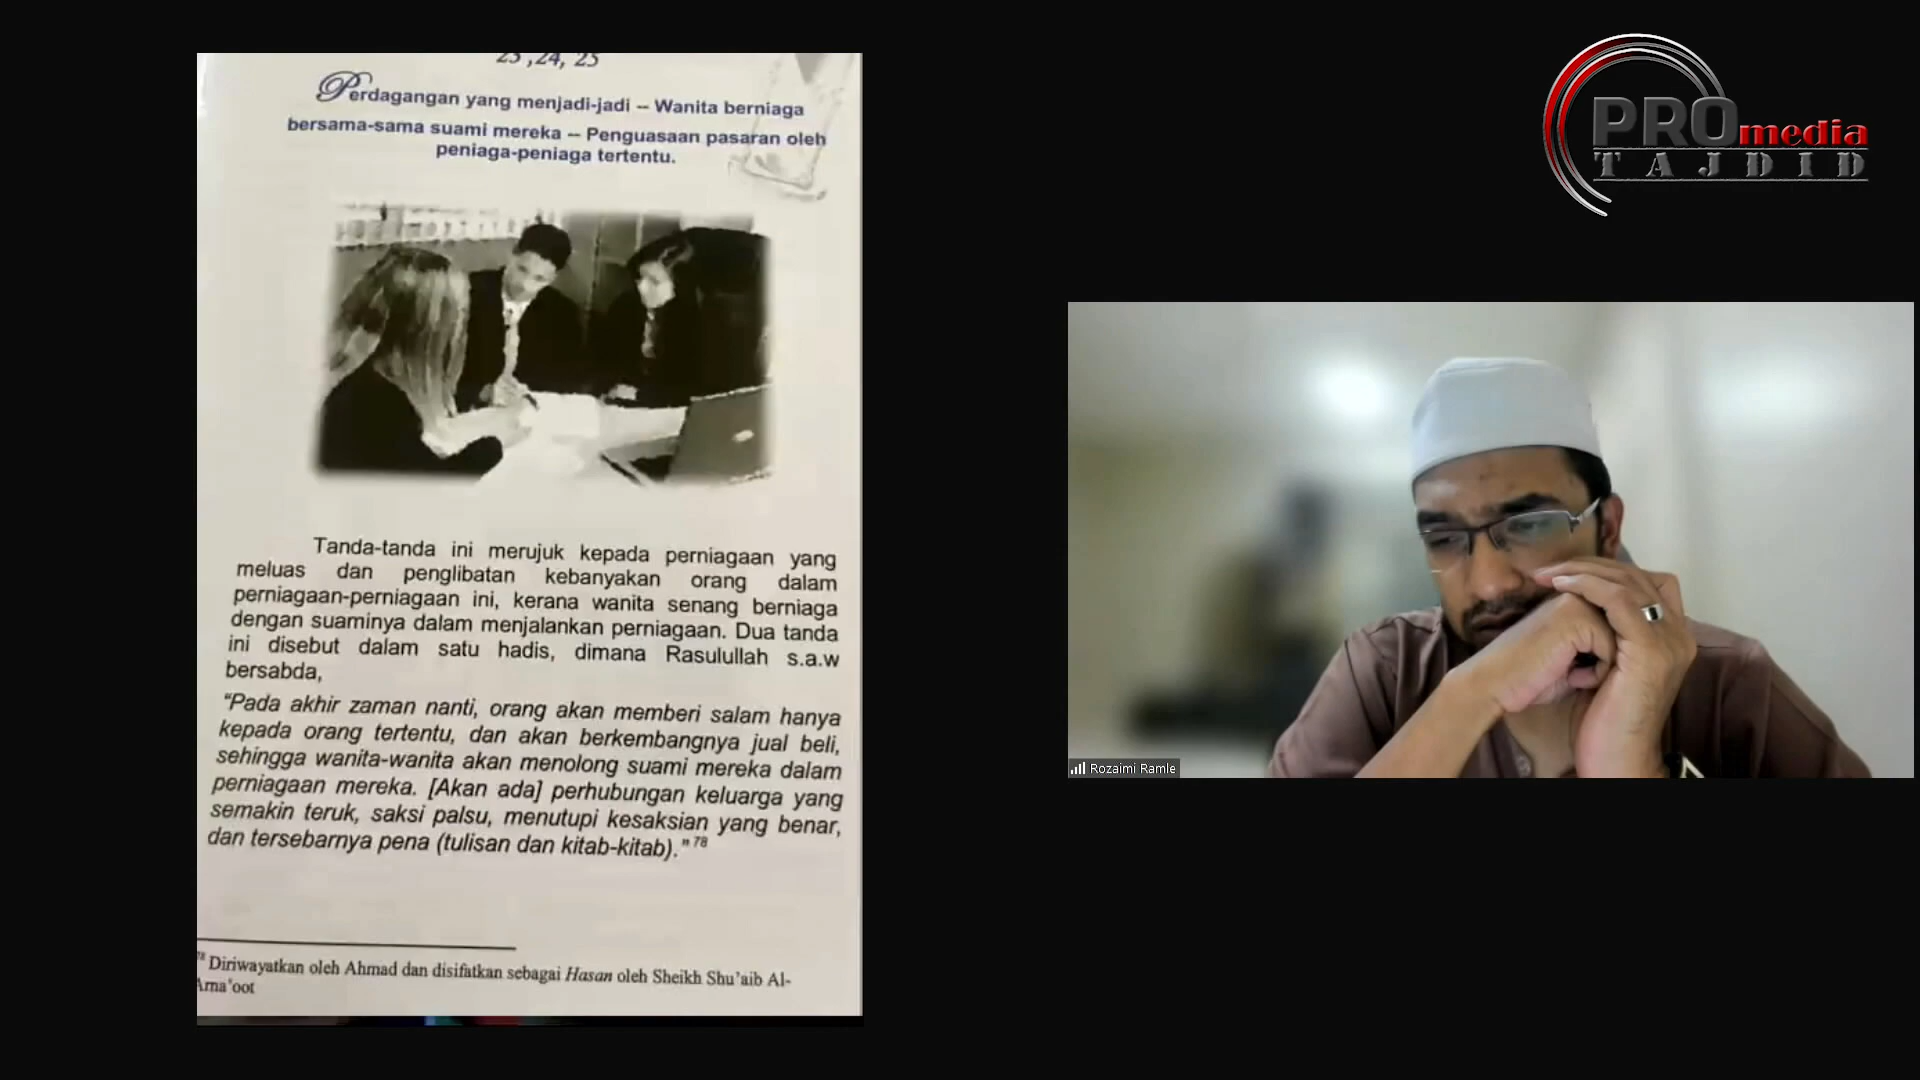 23 ,24, 25
Perdagangan yang menjadi-jadi – Wanita berniaga
bersama-sama suami mereka – Penguasaan pasaran oleh
peniaga-peniaga tertentu.
Tanda-tanda ini merujuk kepada perniagaan yang
meluas dan penglibatan kebanyakan orang dalam
perniagaan-perniagaan ini, kerana wanita senang berniaga
dengan suaminya dalam menjalankan perniagaan. Dua tanda
ini disebut dalam satu hadis, dimana Rasulullah s.a.w
bersabda,
“Pada akhir zaman nanti, orang akan memberi salam hanya
kepada orang tertentu, dan akan berkembangnya jual beli,
sehingga wanita-wanita akan menolong suami mereka dalam
perniagaan mereka. [Akan ada] perhubungan keluarga yang
semakin teruk, saksi palsu, menutupi kesaksian yang benar,
dan tersebarnya pena (tulisan dan kitab-kitab).” 78
78 Diriwayatkan oleh Ahmad dan disifatkan sebagai Hasan oleh Sheikh Shu’aib Al-
Arna’oot
PROmedia
TAJDID
Rozaimi Ramle